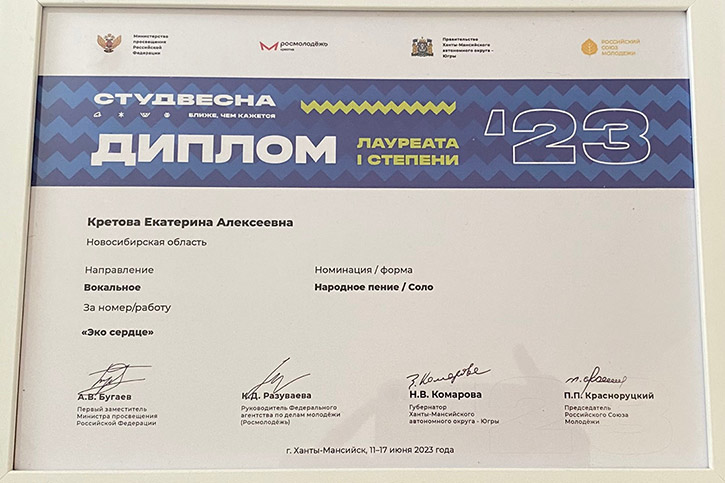 Министерство
просвещения
Российской
Федерации
РОСМОЛОДЁЖЬ
Правительство
Ханты-Мансийского
автономного округа -
Югры
РОССИЙСКИЙ
СОЮЗ
МОЛОДЕЖИ
СТУДВЕСНА
БЛИЖЕ, ЧЕМ КАЖЕТСЯ
ДИПЛОМ
ЛАУРЕАТА
I СТЕПЕНИ
'23
Кретова Екатерина Алексеевна
Новосибирская область
Направление
Номинация / форма
Вокальное
Народное пение / Соло
За номер/работу
«Эко сердце»
А.В. Бугаев
Первый заместитель
Министра просвещения
Российской Федерации
К.Д. Разуваева
Руководитель Федерального
агентства по делам молодёжи
(Росмолодёжь)
Н.В. Комарова
Губернатор
Ханты-Мансийского
автономного округа - Югры
П.П. Красноруцкий
Председатель
Российского Союза
Молодёжи
г. Ханты-Мансийск, 11–17 июня 2023 года